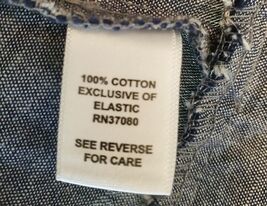 100% COTTON
EXCLUSIVE OF
ELASTIC
RN37080
SEE REVERSE
FOR CARE